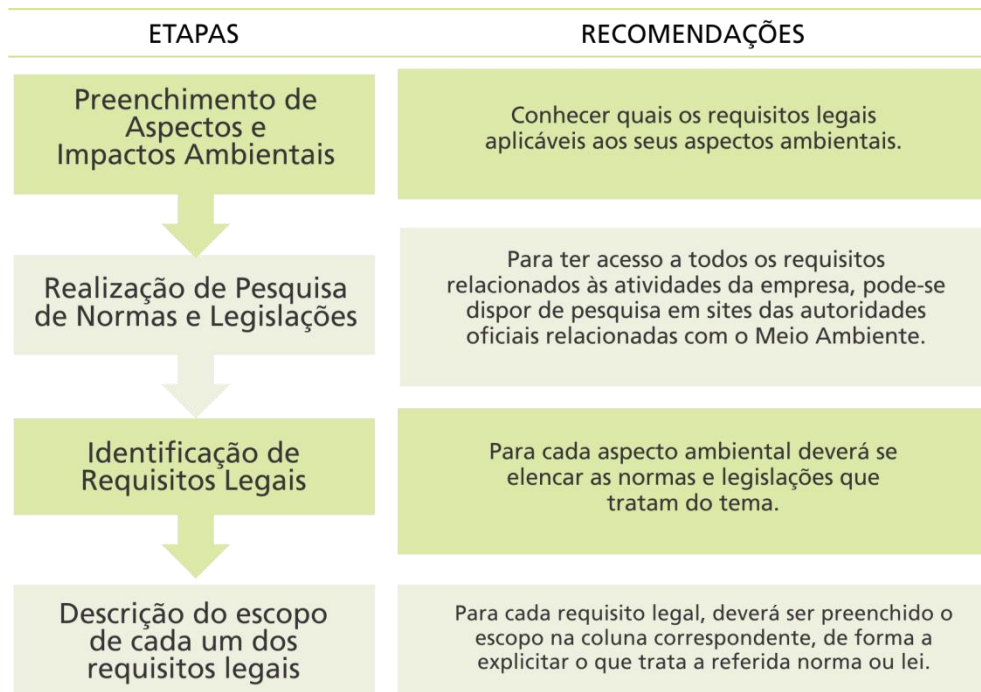 ETAPAS
RECOMENDAÇÕES
Preenchimento de
Aspectos e
Impactos Ambientais
Conhecer quais os requisitos legais
aplicáveis aos seus aspectos ambientais.
Realização de Pesquisa
de Normas e Legislações
Para ter acesso a todos os requisitos
relacionados às atividades da empresa, pode-se
dispor de pesquisa em sites das autoridades
oficiais relacionadas com o Meio Ambiente.
Identificação de
Requisitos Legais
Para cada aspecto ambiental deverá se
elencar as normas e legislações que
tratam do tema.
Descrição do escopo
de cada um dos
requisitos legais
Para cada requisito legal, deverá ser preenchido o
escopo na coluna correspondente, de forma a
explicitar o que trata a referida norma ou lei.